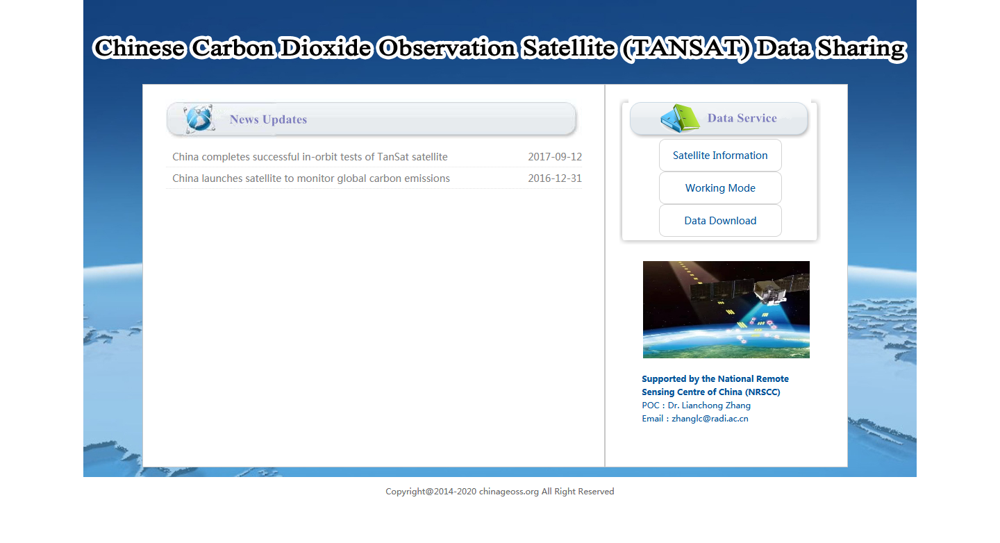 Chinese Carbon Dioxide Observation Satellite (TANSAT) Data Sharing
News Updates
China completes successful in-orbit tests of TanSat satellite 2017-09-12
China launches satellite to monitor global carbon emissions 2016-12-31
Data Service
Satellite Information
Working Mode
Data Download
Supported by the National Remote
Sensing Centre of China (NRSCC)
POC : Dr. Lianchong Zhang
Email : zhanglc@radi.ac.cn
Copyright@2014-2020 chinageoss.org All Right Reserved